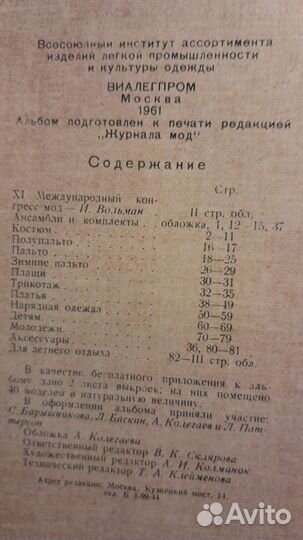 Всесоюзный институт ассортимента
изделий легкой промышленности
и культуры одежды
ВИАЛЕГПРОМ
Москва
1961
Альбом подготовлен к печати редакцией
„Журнала мод"
Содержание
Стр.
XI Международный кон-
гресс мод — И. Вольман II стр. обл.
Ансамбли и комплекты . обложка, 1, 12—15, 37
Костюм 2—11
Полупальто 16—17
Пальто 18—25
Зимние пальто 26—29
Плащи 30—31
Трикотаж 32—35
Платья 38—49
Нарядная одежда 50—59
Детям 60—69
Молодежи 70—79
Аксессуары 36, 80—81
Для летнего отдыха 82—III стр. обл.
В качестве бесплатного приложения к аль-
бому дано 2 листа выкроек; на них помещено
40 моделей в натуральную величину.
В оформлении альбома приняли участие:
С. Бармашникова, Л. Баскин, А. Колегаев и Л. Пат-
терсон
Обложка А. Колегаева
Ответственный редактор В. К. Склярова
Художественный редактор А. И. Колманок
Технический редактор Т. А. Клейменова
Адрес редакции: Москва, Кузнецкий мост, 14,
тел. Б 1-99-44
Avito